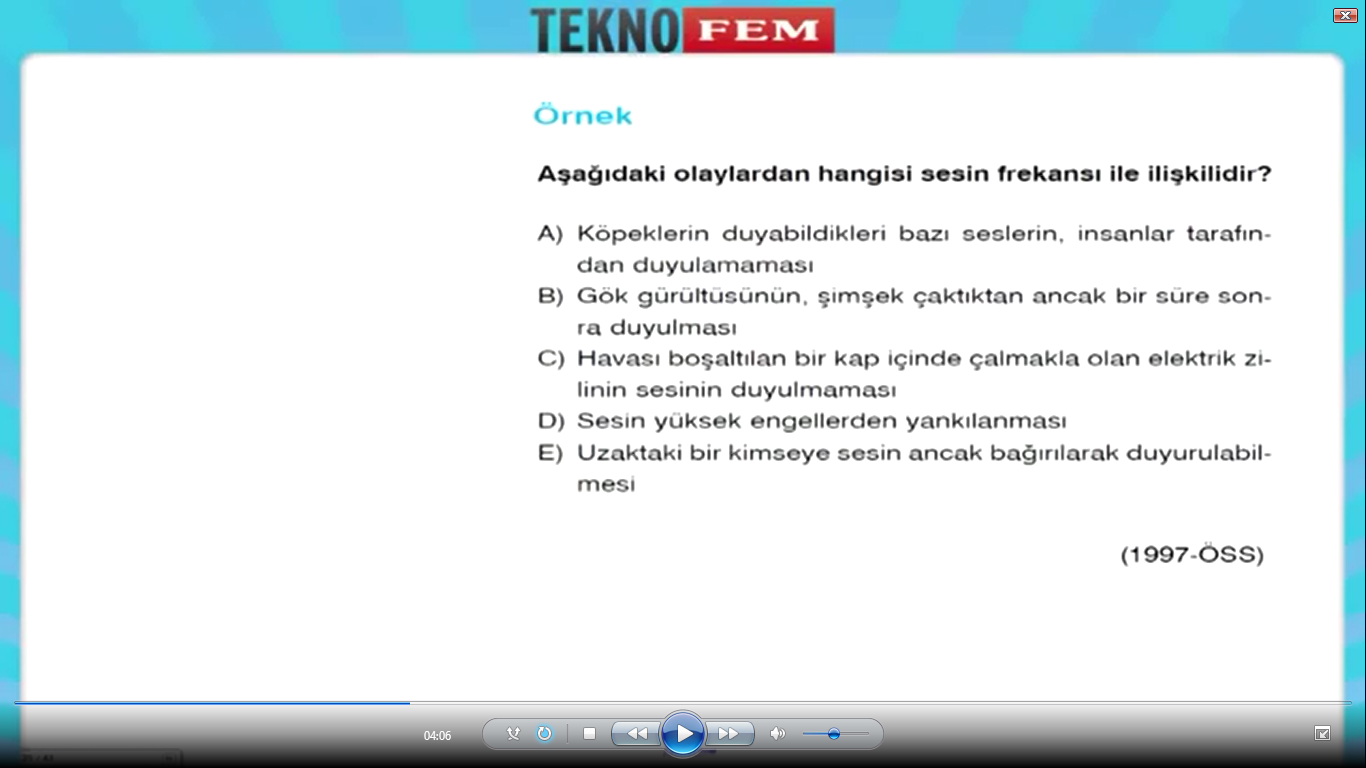 TEKNO FEM
Örnek
Aşağıdaki olaylardan hangisi sesin frekansı ile ilişkilidir?
A) Köpeklerin duyabildikleri bazı seslerin, insanlar tarafın-
dan duyulamaması
B) Gök gürültüsünün, şimşek çaktıktan ancak bir süre son-
ra duyulması
C) Havası boşaltılan bir kap içinde çalmakla olan elektrik zi-
linin sesinin duyulmaması
D) Sesin yüksek engellerden yankılanması
E) Uzaktaki bir kimseye sesin ancak bağırılarak duyurulabil-
mesi
(1997-ÖSS)
04:06